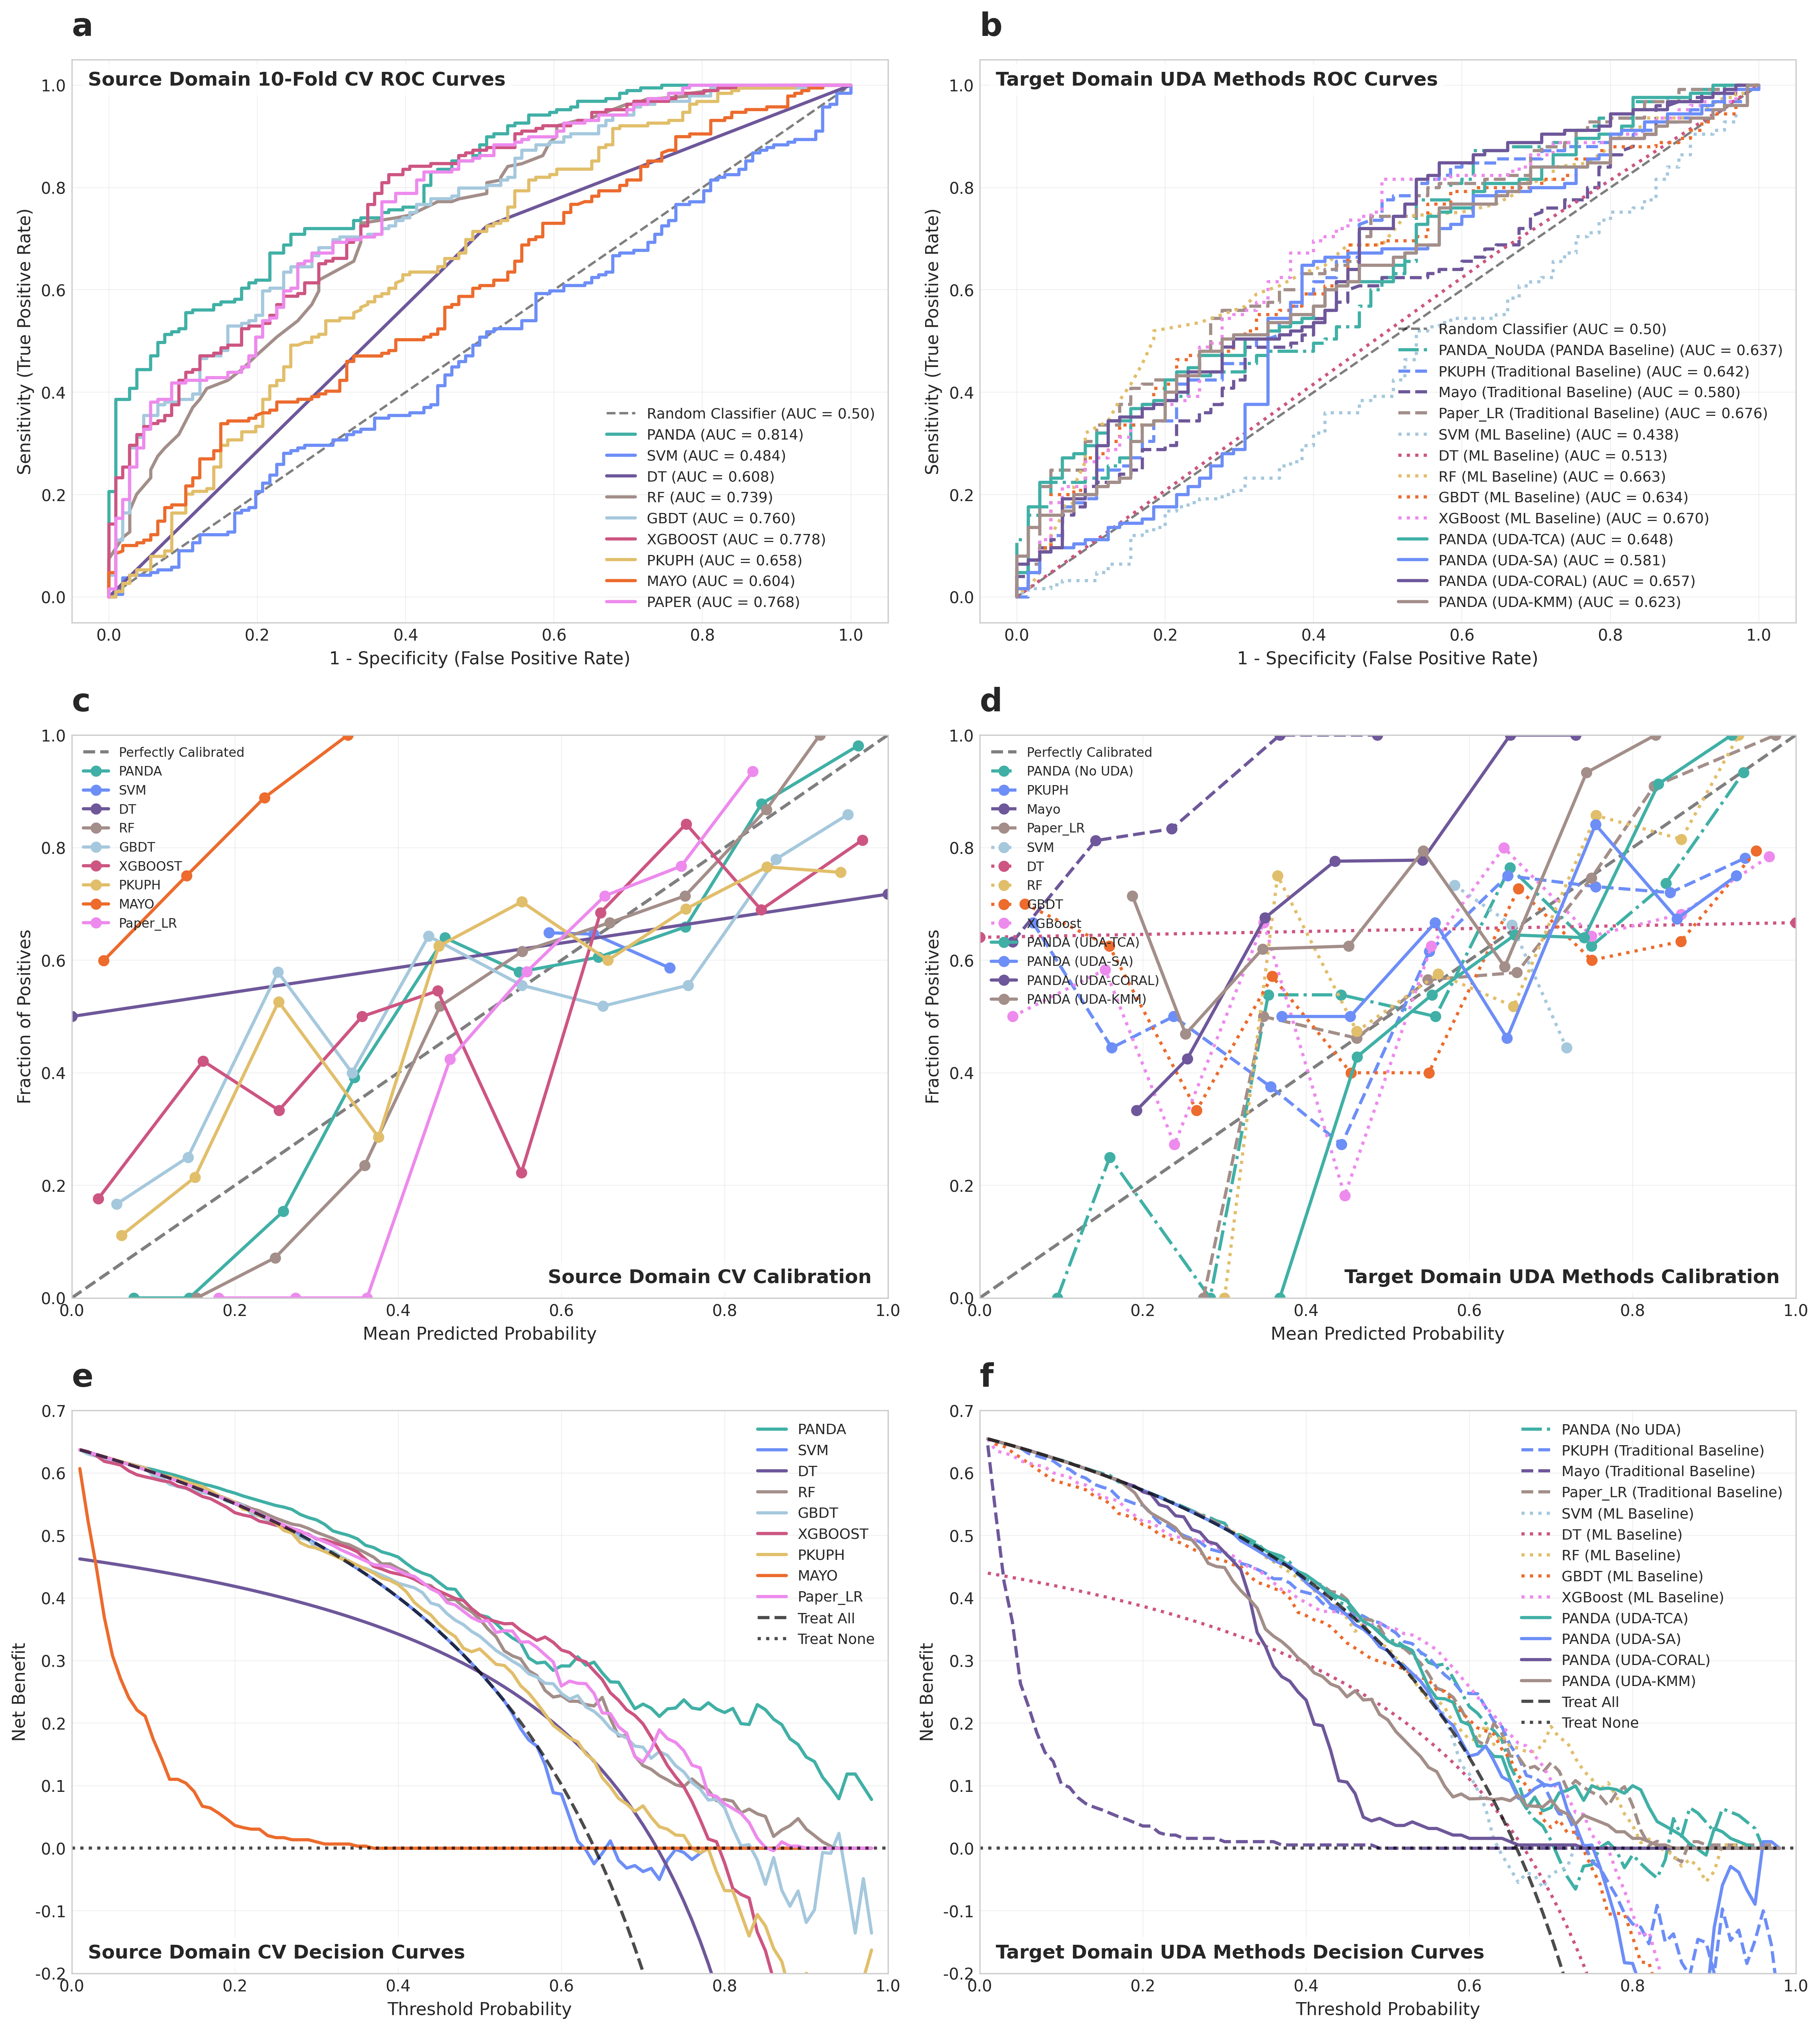 a
Source Domain 10-Fold CV ROC Curves
1.0
0.8
0.6
0.4
0.2
0.0
Sensitivity (True Positive Rate)
Random Classifier (AUC = 0.50)
PANDA (AUC = 0.814)
SVM (AUC = 0.484)
DT (AUC = 0.608)
RF (AUC = 0.739)
GBDT (AUC = 0.760)
XGBOOST (AUC = 0.778)
PKUPH (AUC = 0.658)
MAYO (AUC = 0.604)
PAPER (AUC = 0.768)
0.0 0.2 0.4 0.6 0.8 1.0
1 - Specificity (False Positive Rate)
b
Target Domain UDA Methods ROC Curves
1.0
0.8
0.6
0.4
0.2
0.0
Sensitivity (True Positive Rate)
Random Classifier (AUC = 0.50)
PANDA_NoUDA (PANDA Baseline) (AUC = 0.637)
PKUPH (Traditional Baseline) (AUC = 0.642)
Mayo (Traditional Baseline) (AUC = 0.580)
Paper_LR (Traditional Baseline) (AUC = 0.676)
SVM (ML Baseline) (AUC = 0.438)
DT (ML Baseline) (AUC = 0.513)
RF (ML Baseline) (AUC = 0.663)
GBDT (ML Baseline) (AUC = 0.634)
XGBoost (ML Baseline) (AUC = 0.670)
PANDA (UDA-TCA) (AUC = 0.648)
PANDA (UDA-SA) (AUC = 0.581)
PANDA (UDA-CORAL) (AUC = 0.657)
PANDA (UDA-KMM) (AUC = 0.623)
0.0 0.2 0.4 0.6 0.8 1.0
1 - Specificity (False Positive Rate)
c
1.0
0.8
0.6
0.4
0.2
0.0
Fraction of Positives
Perfectly Calibrated
PANDA
SVM
DT
RF
GBDT
XGBOOST
PKUPH
MAYO
Paper_LR
Source Domain CV Calibration
0.0 0.2 0.4 0.6 0.8 1.0
Mean Predicted Probability
d
1.0
0.8
0.6
0.4
0.2
0.0
Fraction of Positives
Perfectly Calibrated
PANDA (No UDA)
PKUPH
Mayo
Paper_LR
SVM
DT
RF
GBDT
XGBoost
PANDA (UDA-TCA)
PANDA (UDA-SA)
PANDA (UDA-CORAL)
PANDA (UDA-KMM)
Target Domain UDA Methods Calibration
0.0 0.2 0.4 0.6 0.8 1.0
Mean Predicted Probability
e
0.7
0.6
0.5
0.4
0.3
0.2
0.1
0.0
-0.1
-0.2
Net Benefit
PANDA
SVM
DT
RF
GBDT
XGBOOST
PKUPH
MAYO
Paper_LR
Treat All
Treat None
Source Domain CV Decision Curves
0.0 0.2 0.4 0.6 0.8 1.0
Threshold Probability
f
0.7
0.6
0.5
0.4
0.3
0.2
0.1
0.0
-0.1
-0.2
Net Benefit
PANDA (No UDA)
PKUPH (Traditional Baseline)
Mayo (Traditional Baseline)
Paper_LR (Traditional Baseline)
SVM (ML Baseline)
DT (ML Baseline)
RF (ML Baseline)
GBDT (ML Baseline)
XGBoost (ML Baseline)
PANDA (UDA-TCA)
PANDA (UDA-SA)
PANDA (UDA-CORAL)
PANDA (UDA-KMM)
Treat All
Treat None
Target Domain UDA Methods Decision Curves
0.0 0.2 0.4 0.6 0.8 1.0
Threshold Probability